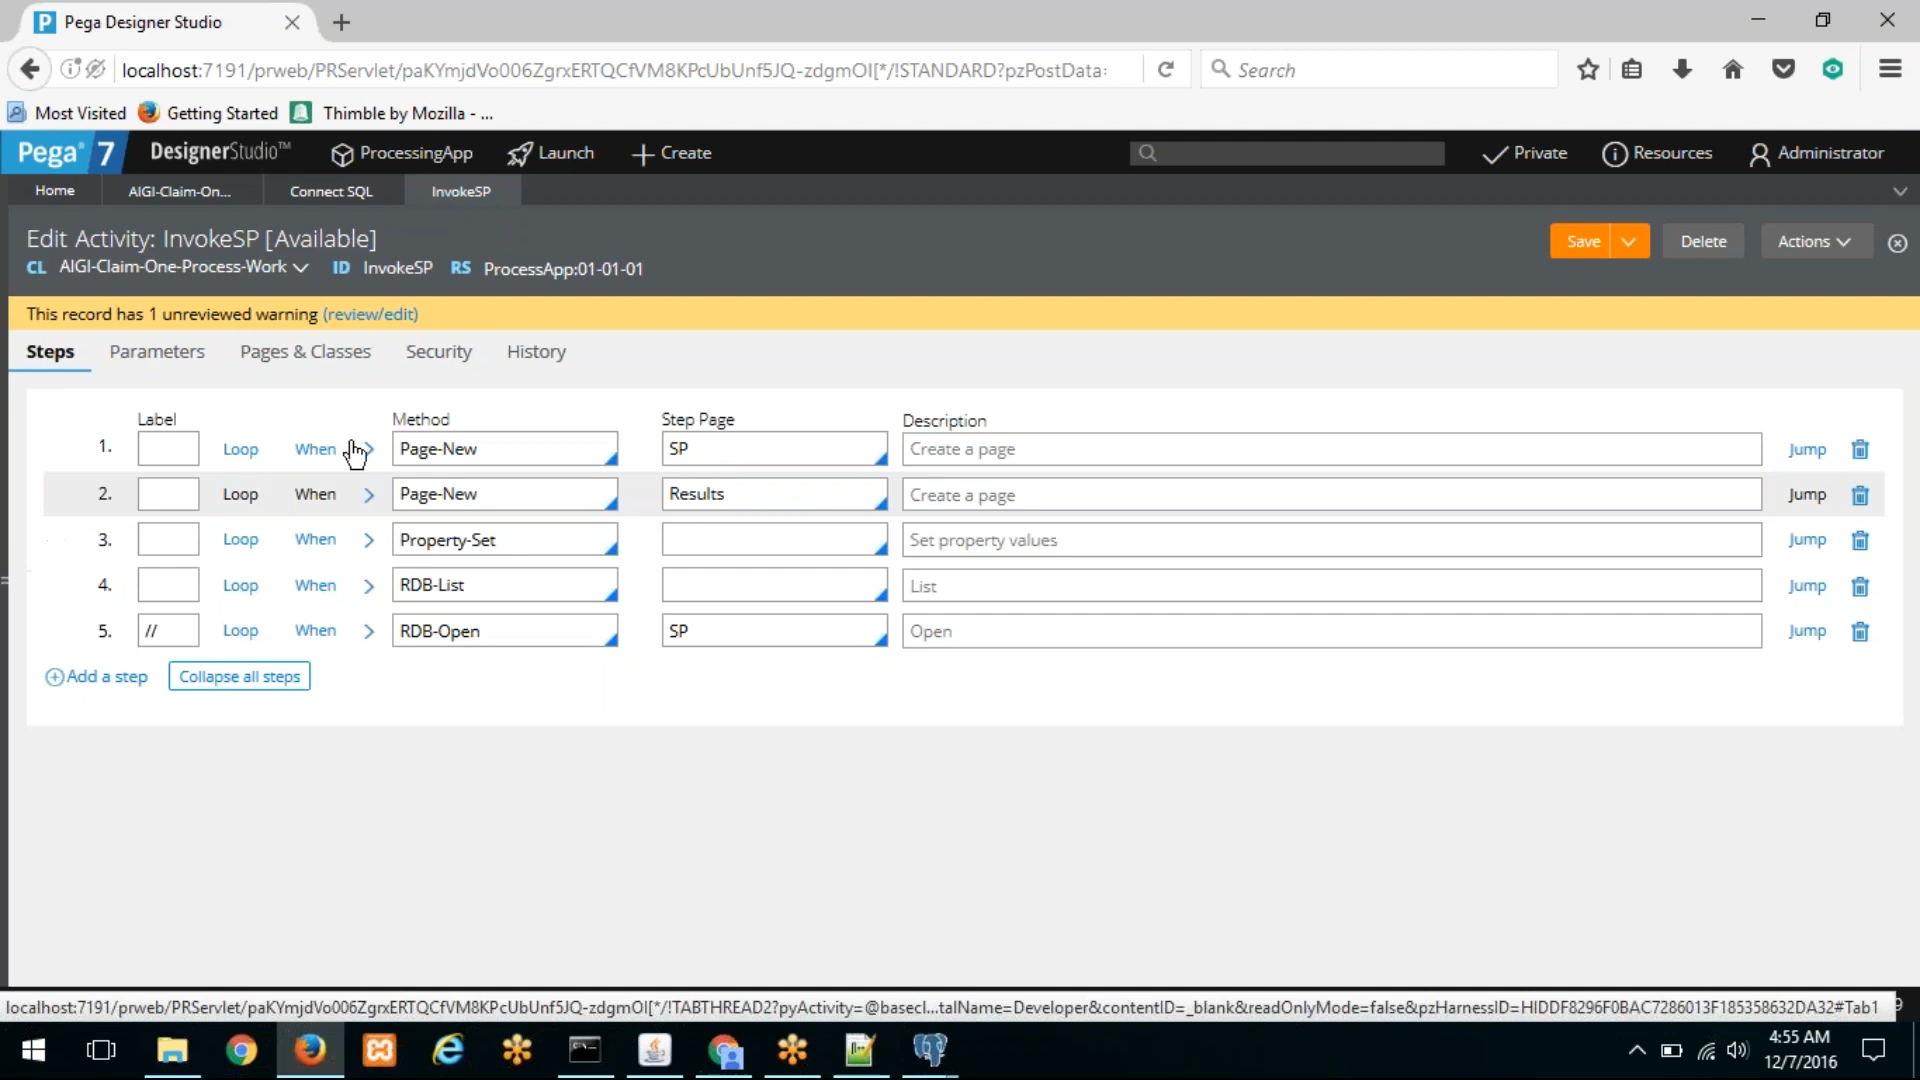 Pega Designer Studio
localhost:7191/prweb/PRServlet/paKYmjdVo006ZgrxERTQCfVM8KPcUbUnf5JQ-zdgmOI[*/!STANDARD?pzPostData:
Search
Most Visited Getting Started Thimble by Mozilla - ...
Pega 7 DesignerStudio™ ProcessingApp Launch Create Private Resources Administrator
Home AIGI-Claim-On... Connect SQL InvokeSP
Edit Activity: InvokeSP [Available]
Save Delete Actions
CL AIGI-Claim-One-Process-Work ID InvokeSP RS ProcessApp:01-01-01
This record has 1 unreviewed warning (review/edit)
Steps Parameters Pages & Classes Security History
Label Method Step Page Description
1. Loop When Page-New SP Create a page Jump
2. Loop When Page-New Results Create a page Jump
3. Loop When Property-Set Set property values Jump
4. Loop When RDB-List List Jump
5. // Loop When RDB-Open SP Open Jump
Add a step Collapse all steps
localhost:7191/prweb/PRServlet/paKYmjdVo006ZgrxERTQCfVM8KPcUbUnf5JQ-zdgmOI[*/!TABTHREAD2?pyActivity=@basecl...talName=Developer&contentID=_blank&readOnlyMode=false&pzHarnessID=HIDDF8296F0BAC7286013F185358632DA32#Tab1
4:55 AM
12/7/2016